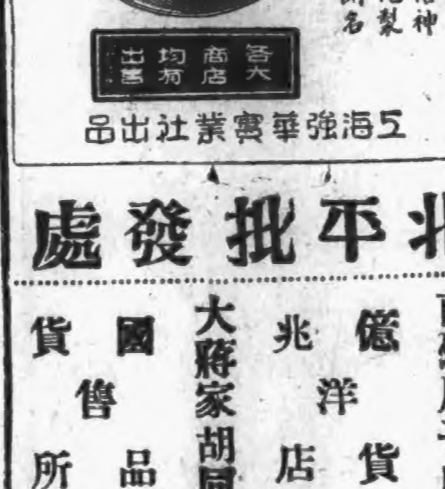 各大商店均有出售
上海強華實業社出品
北平批發處
億兆洋貨店
大蔣家胡同
國貨售品所